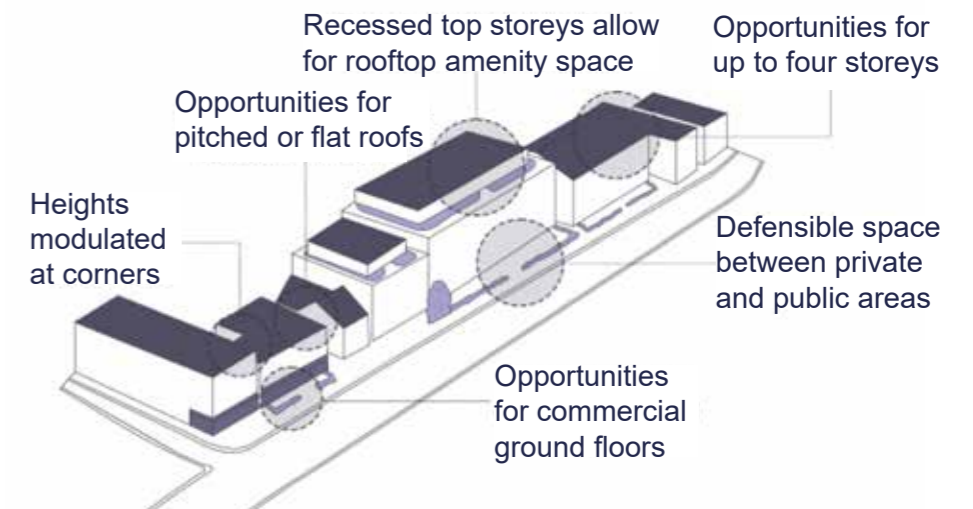 Recessed top storeys allow
for rooftop amenity space
Opportunities for
up to four storeys
Opportunities for
pitched or flat roofs
Heights
modulated
at corners
Defensible space
between private
and public areas
Opportunities
for commercial
ground floors